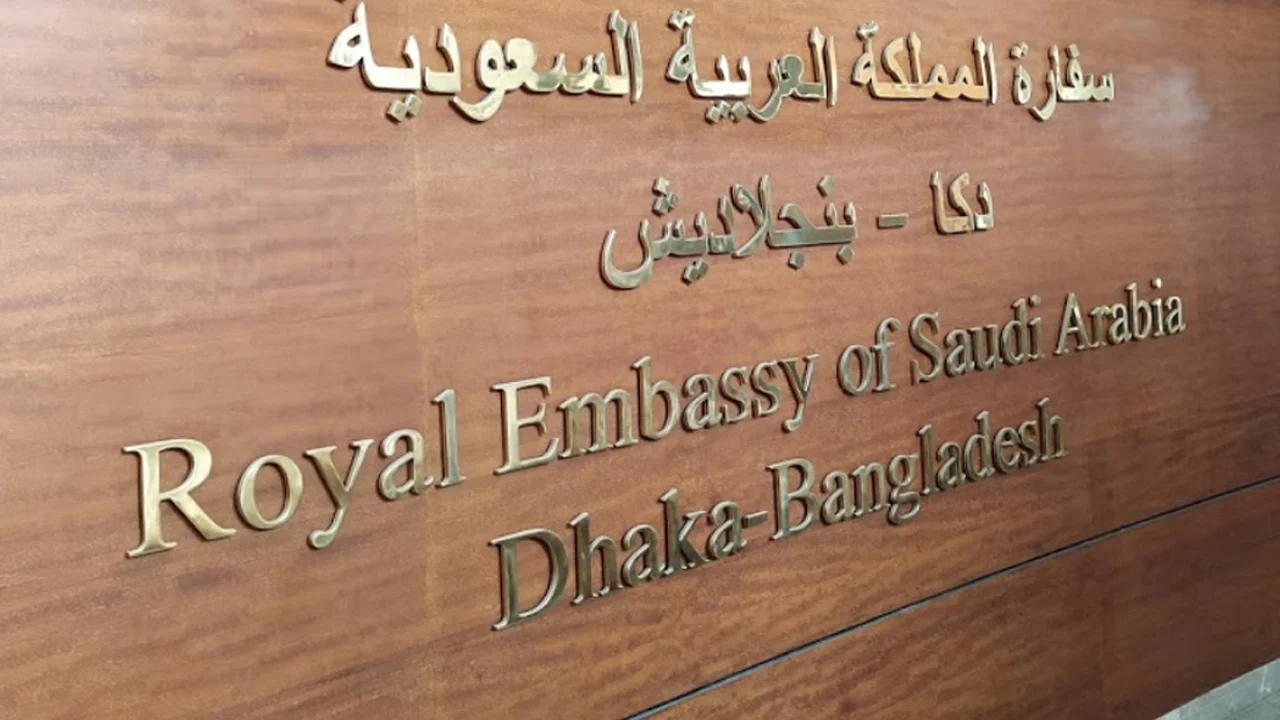 سفارة المملكة العربية السعودية
دكا - بنجلاديش
Royal Embassy of Saudi Arabia
Dhaka-Bangladesh